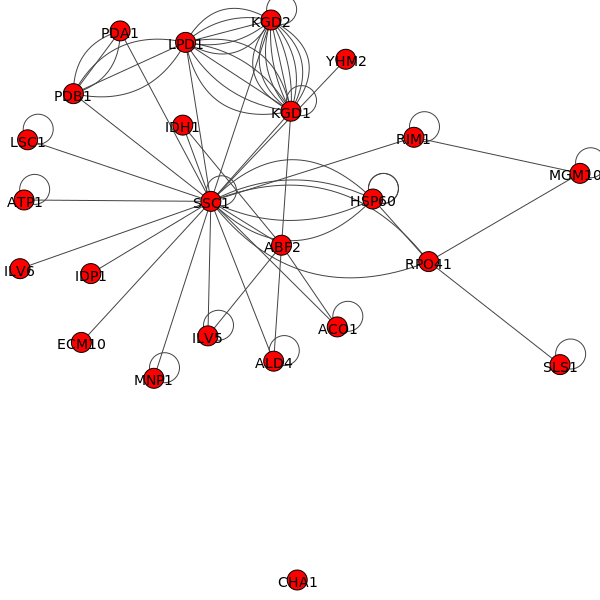 KGD2
PDA1
LPD1
YHM2
PDB1
KGD1
IDH1
RIM1
LSC1
MGM10
ATP1
SSC1
HSP60
ABF2
RPO41
ILV6
IDP1
ACO1
ILV5
ECM10
ALD4
SLS1
MNP1
CHA1